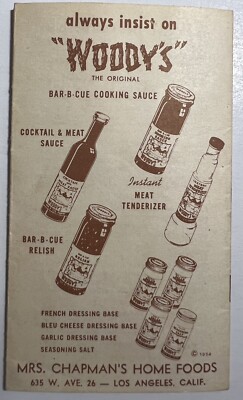 always insist on
"WOODY'S"
THE ORIGINAL
BAR-B-CUE COOKING SAUCE
COCKTAIL & MEAT
SAUCE
Instant
MEAT
TENDERIZER
BAR-B-CUE
RELISH
FRENCH DRESSING BASE
BLEU CHEESE DRESSING BASE
GARLIC DRESSING BASE
SEASONING SALT
© 1956
MRS. CHAPMAN'S HOME FOODS
635 W. AVE. 26 — LOS ANGELES, CALIF.